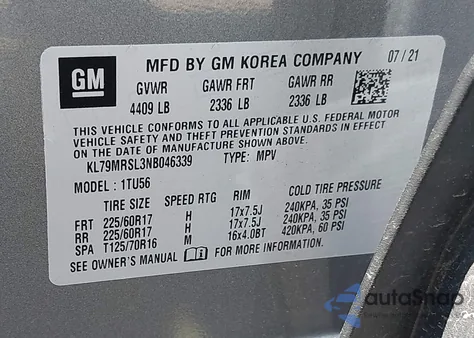 GM MFD BY GM KOREA COMPANY 07/21
GVWR GAWR FRT GAWR RR
4409 LB 2336 LB 2336 LB
THIS VEHICLE CONFORMS TO ALL APPLICABLE U.S. FEDERAL MOTOR
VEHICLE SAFETY AND THEFT PREVENTION STANDARDS IN EFFECT
ON THE DATE OF MANUFACTURE SHOWN ABOVE.
KL79MRSL3NB046339 TYPE: MPV
MODEL: 1TU56
TIRE SIZE SPEED RTG RIM COLD TIRE PRESSURE
FRT 225/60R17 H 17x7.5J 240KPA, 35 PSI
RR 225/60R17 H 17x7.5J 240KPA, 35 PSI
SPA T125/70R16 M 16x4.0BT 420KPA, 60 PSI
SEE OWNER'S MANUAL FOR MORE INFORMATION.
autoSnap